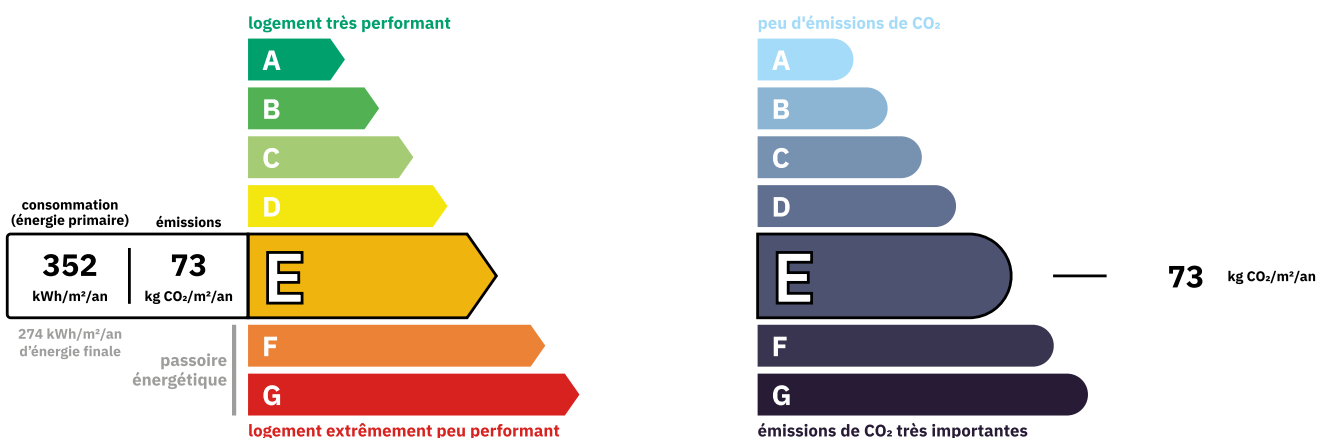 logement très performant
A
B
C
D
consommation
(énergie primaire)
émissions
352
kWh/m²/an
73
kg CO₂/m²/an
E
274 kWh/m²/an
d'énergie finale
passoire
énergétique
F
G
logement extrêmement peu performant
peu d'émissions de CO₂
A
B
C
D
E
73 kg CO₂/m²/an
F
G
émissions de CO₂ très importantes